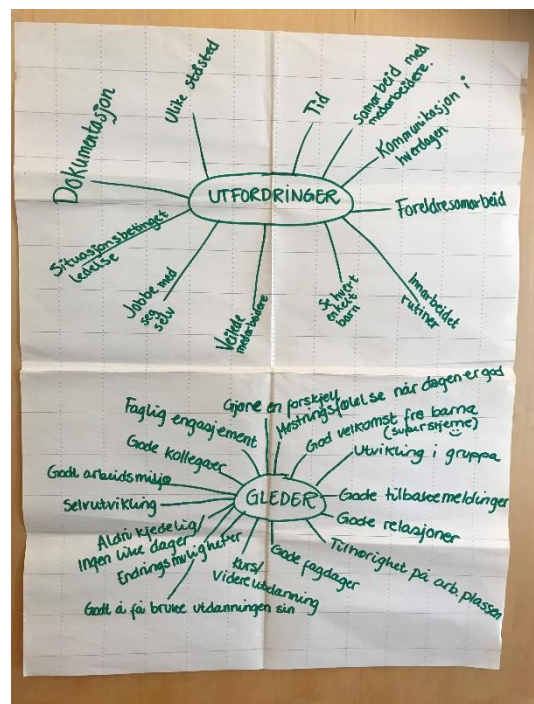 Dokumentasjon
Ulike ståsted
Tid
Samarbeid med
medarbeidere.
Kommunikasjon i
hverdagen
UTFORDRINGER
Foreldresamarbeid
Situasjonsbetinget
ledelse
Jobbe med
seg
selv
Veilede
medarbeidere
Se hvert
enkelt
barn
Innarbeidet
rutiner
Gjøre en forskjell
Mestringsfølelse når dagen er god
Faglig engasjement
God velkomst fra barna
(superstjerne)
Gode kollegaer
Utvikling i gruppa
Godt arbeidsmiljø
GLEDER
Gode tilbakemeldinger
Selvutvikling
Gode relasjoner
Aldri kjedelig/
Ingen like dager
Tilhørighet på arb.plassen
Endringsmuligheter
Gode fagdager
Kurs/
Videreutdanning
Godt å få bruke utdanningen sin